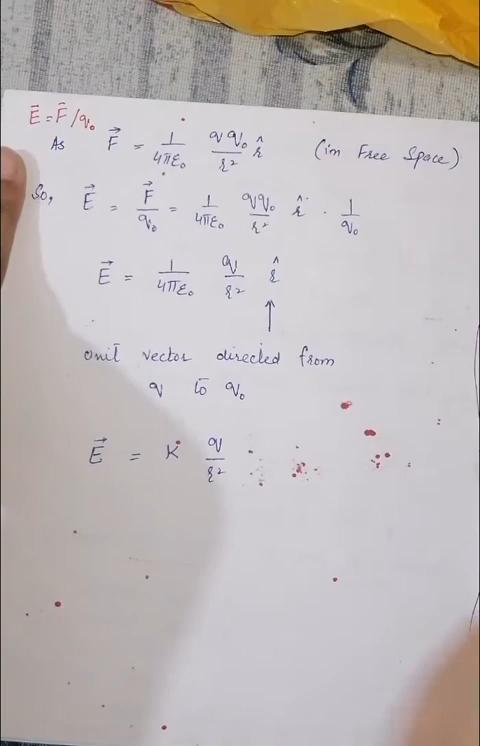 E⃗ = F⃗/q₀
As F⃗ = 1/4πε₀ qq₀/r² r̂ (in Free Space)
So, E⃗ = F⃗/q₀ = 1/4πε₀ qq₀/r² r̂ . 1/q₀
E⃗ = 1/4πε₀ q/r² r̂
↑
unit vector directed from
q to q₀
E⃗ = K q/r²